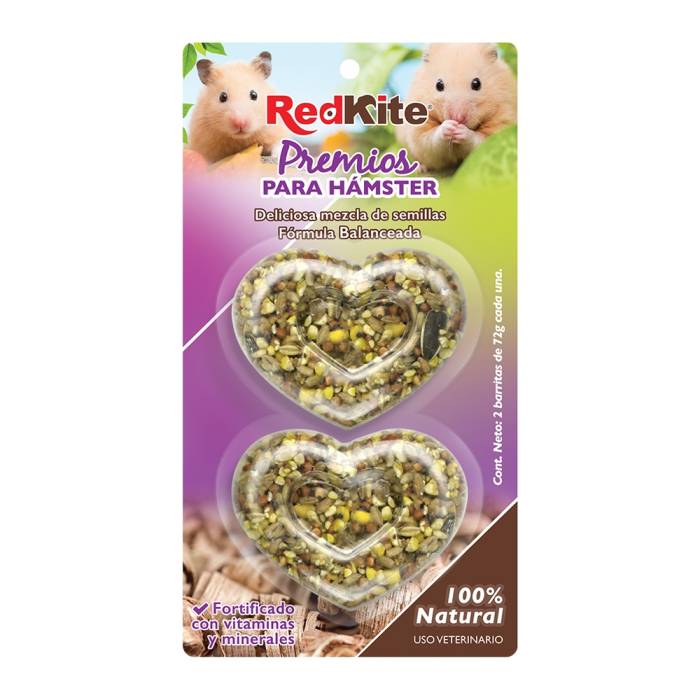 RedKite®
Premios
PARA HÁMSTER
Deliciosa mezcla de semillas
Fórmula Balanceada
Cont. Neto: 2 barritas de 72g cada una.
Fortificado
con vitaminas
y minerales
100%
Natural
USO VETERINARIO